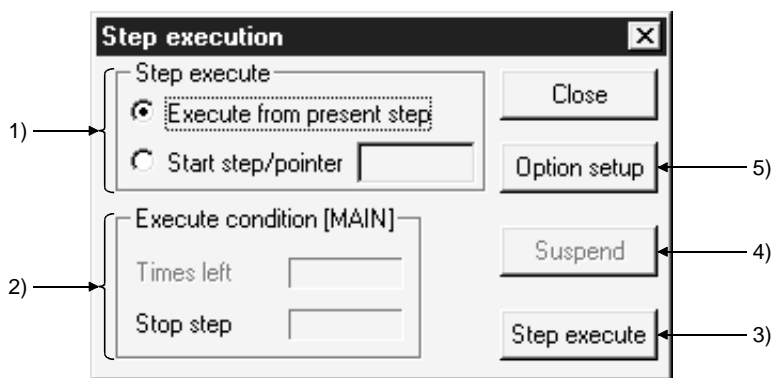 Step execution
Step execute
1)
Execute from present step
Start step/pointer
Close
Option setup
5)
Execute condition [MAIN]
2)
Times left
Stop step
Suspend
4)
Step execute
3)